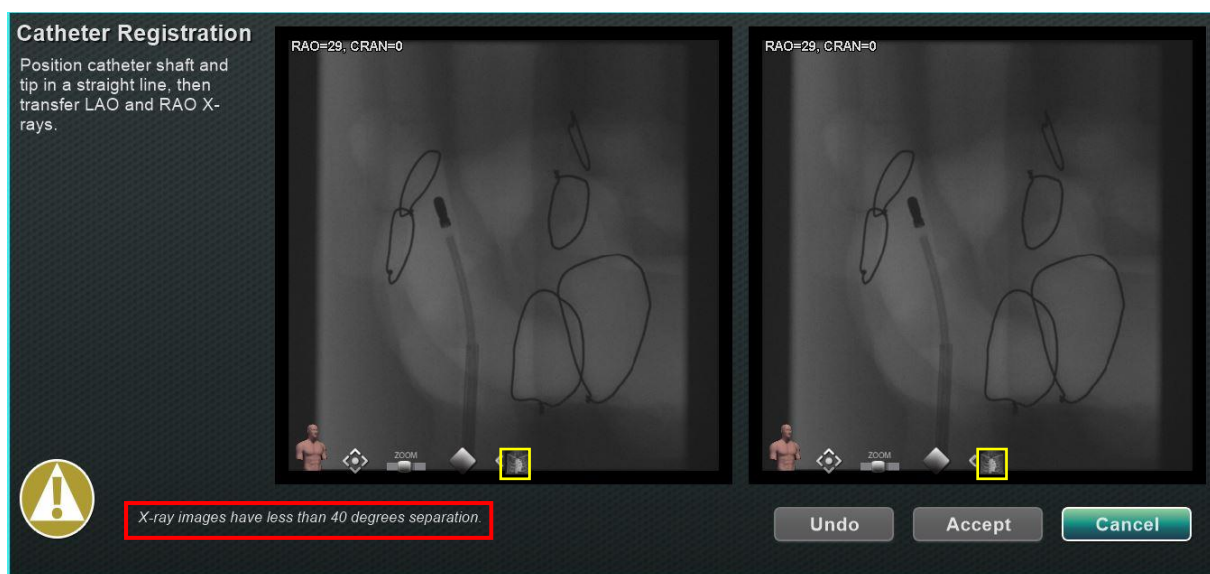 Catheter Registration
Position catheter shaft and
tip in a straight line, then
transfer LAO and RAO X-
rays.
RAO=29, CRAN=0
ZOOM
RAO=29, CRAN=0
ZOOM
X-ray images have less than 40 degrees separation.
Undo
Accept
Cancel